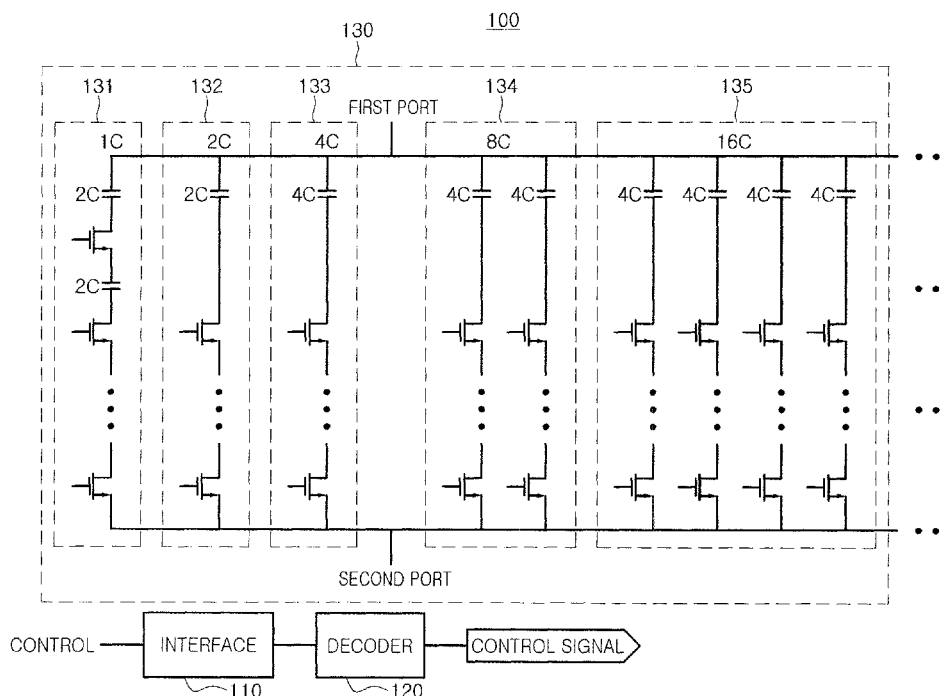 100
130
131 132 133 134 135
FIRST PORT
1C 2C 4C 8C 16C
2C 2C 4C 4C 4C 4C 4C 4C 4C
2C
SECOND PORT
CONTROL INTERFACE DECODER CONTROL SIGNAL
110 120